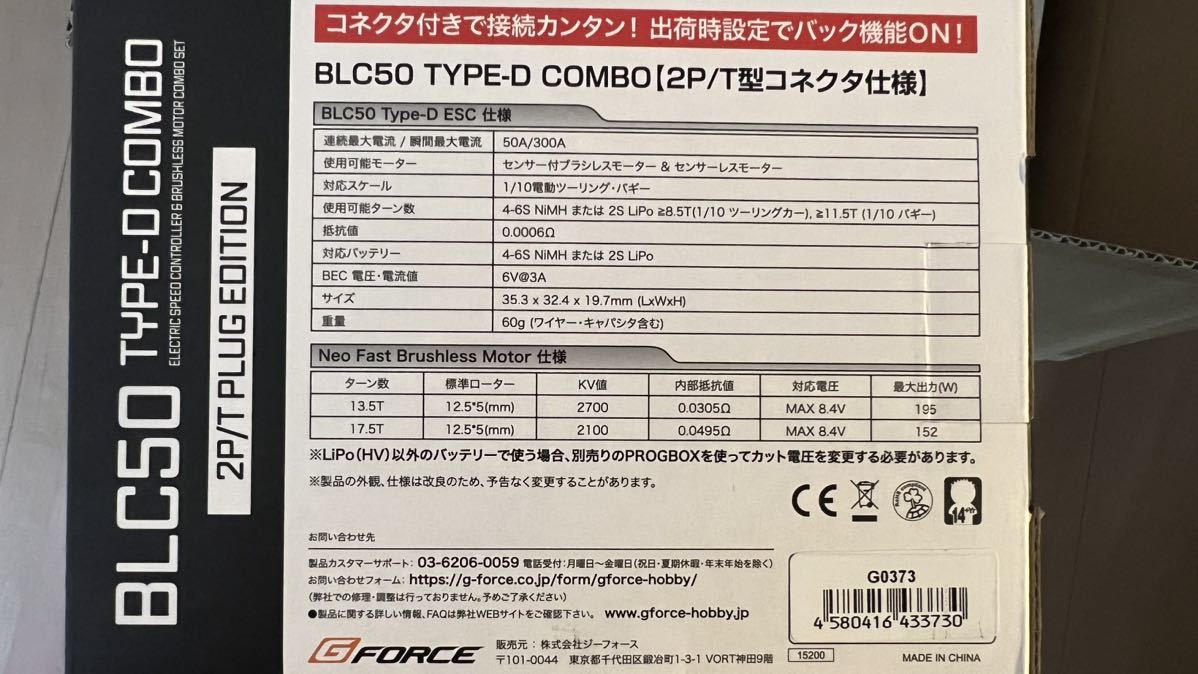 BLC50 TYPE-D COMBO
ELECTRIC SPEED CONTROLLER & BRUSHLESS MOTOR COMBO SET
2P/T PLUG EDITION
コネクタ付きで接続カンタン！出荷時設定でバック機能ON！
BLC50 TYPE-D COMBO【2P/T型コネクタ仕様】
BLC50 Type-D ESC 仕様
連続最大電流 / 瞬間最大電流 50A/300A
使用可能モーター センサー付ブラシレスモーター & センサーレスモーター
対応スケール 1/10電動ツーリング・バギー
使用可能ターン数 4-6S NiMH または 2S LiPo ≧8.5T(1/10 ツーリングカー), ≧11.5T (1/10 バギー)
抵抗値 0.0006Ω
対応バッテリー 4-6S NiMH または 2S LiPo
BEC 電圧・電流値 6V@3A
サイズ 35.3 x 32.4 x 19.7mm (LxWxH)
重量 60g (ワイヤー・キャパシタ含む)
Neo Fast Brushless Motor 仕様
ターン数 標準ローター KV値 内部抵抗値 対応電圧 最大出力(W)
13.5T 12.5*5(mm) 2700 0.0305Ω MAX 8.4V 195
17.5T 12.5*5(mm) 2100 0.0495Ω MAX 8.4V 152
※LiPo(HV)以外のバッテリーで使う場合、別売りのPROGBOXを使ってカット電圧を変更する必要があります。
※製品の外観、仕様は改良のため、予告なく変更することがあります。
CE
RoHS compliant
14+
お問い合わせ先
製品カスタマーサポート：03-6206-0059 電話受付：月曜日～金曜日(祝日・夏期休暇・年末年始を除く)
お問い合わせフォーム：https://g-force.co.jp/form/gforce-hobby/
(弊社での修理・調整は行っておりません。予めご了承ください)
●製品に関する詳しい情報、FAQは弊社WEBサイトをご確認下さい。 www.gforce-hobby.jp
GFORCE
販売元：株式会社ジーフォース
〒101-0044 東京都千代田区鍛冶町1-3-1 VORT神田9階
G0373
4 580416 433730
15200
MADE IN CHINA